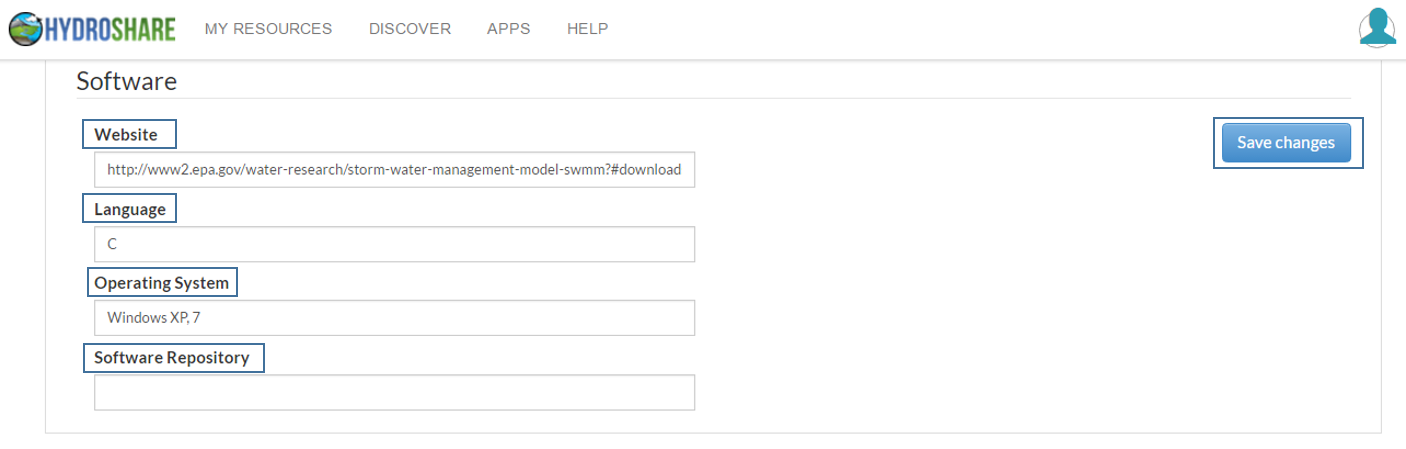 HYDROSHARE MY RESOURCES DISCOVER APPS HELP
Software
Website
Save changes
http://www2.epa.gov/water-research/storm-water-management-model-swmm?#download
Language
C
Operating System
Windows XP, 7
Software Repository